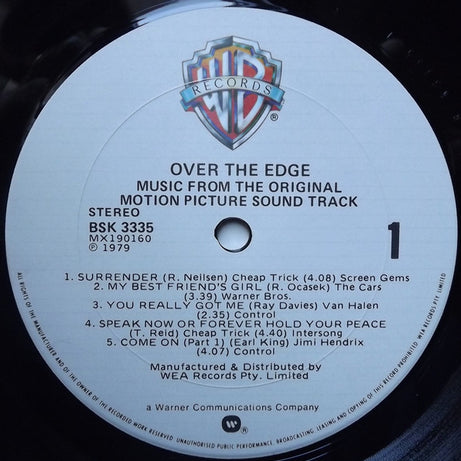 WB
RECORDS
OVER THE EDGE
MUSIC FROM THE ORIGINAL
MOTION PICTURE SOUND TRACK
STEREO
BSK 3335
MX190160
℗ 1979
1
1. SURRENDER (R. Neilsen) Cheap Trick (4.08) Screen Gems
2. MY BEST FRIEND'S GIRL (R. Ocasek) The Cars
(3.39) Warner Bros.
3. YOU REALLY GOT ME (Ray Davies) Van Halen
(2.35) Control
4. SPEAK NOW OR FOREVER HOLD YOUR PEACE
(T. Reid) Cheap Trick (4.40) Intersong
5. COME ON (Part 1) (Earl King) Jimi Hendrix
(4.07) Control
Manufactured & Distributed by
WEA Records Pty. Limited
a Warner Communications Company
ALL RIGHTS OF THE MANUFACTURER AND OF THE OWNER OF THE RECORDED WORK RESERVED. UNAUTHORISED PUBLIC PERFORMANCE, BROADCASTING, LEASING AND COPYING OF THIS RECORD PROHIBITED. WEA RECORDS PTY LIMITED.